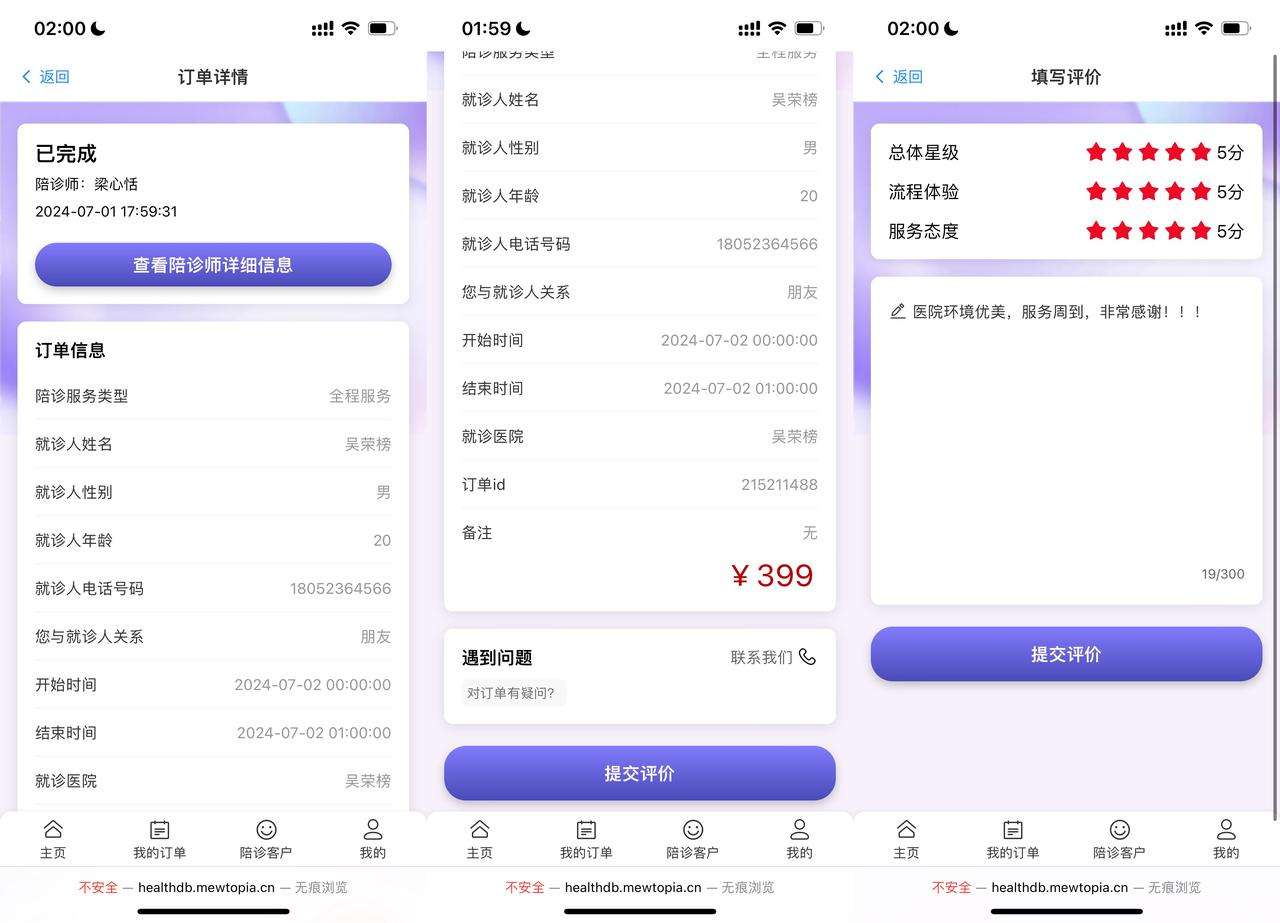 02:00
返回
订单详情
已完成
陪诊师：梁心恬
2024-07-01 17:59:31
查看陪诊师详细信息
订单信息
陪诊服务类型 全程服务
就诊人姓名 吴荣榜
就诊人性别 男
就诊人年龄 20
就诊人电话号码 18052364566
您与就诊人关系 朋友
开始时间 2024-07-02 00:00:00
结束时间 2024-07-02 01:00:00
就诊医院 吴荣榜
主页 我的订单 陪诊客户 我的
不安全 — healthdb.mewtopia.cn — 无痕浏览
01:59
陪诊服务类型 全程服务
就诊人姓名 吴荣榜
就诊人性别 男
就诊人年龄 20
就诊人电话号码 18052364566
您与就诊人关系 朋友
开始时间 2024-07-02 00:00:00
结束时间 2024-07-02 01:00:00
就诊医院 吴荣榜
订单id 215211488
备注 无
¥ 399
遇到问题 联系我们
对订单有疑问?
提交评价
主页 我的订单 陪诊客户 我的
不安全 — healthdb.mewtopia.cn — 无痕浏览
02:00
返回
填写评价
总体星级 5分
流程体验 5分
服务态度 5分
医院环境优美，服务周到，非常感谢！！！
19/300
提交评价
主页 我的订单 陪诊客户 我的
不安全 — healthdb.mewtopia.cn — 无痕浏览